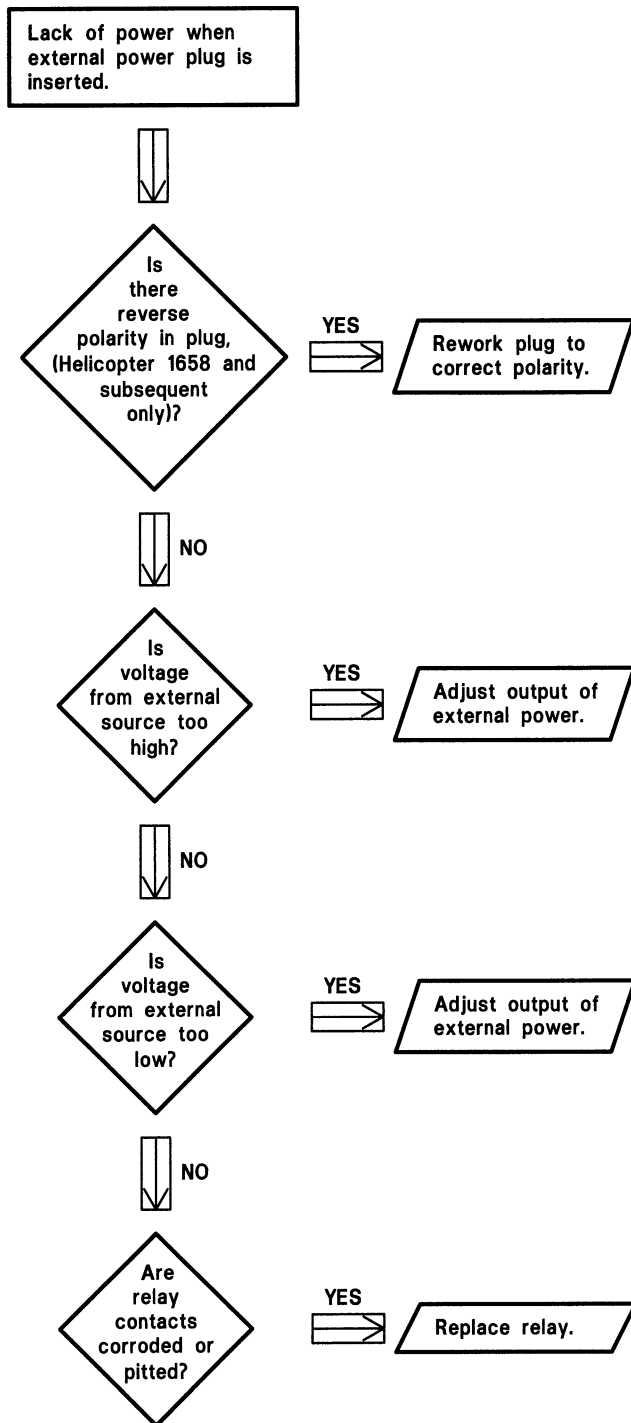 Lack of power when
external power plug is
inserted.
Is
there
reverse
polarity in plug,
(Helicopter 1658 and
subsequent
only)?
YES
Rework plug to
correct polarity.
NO
Is
voltage
from external
source too
high?
YES
Adjust output of
external power.
NO
Is
voltage
from external
source too
low?
YES
Adjust output of
external power.
NO
Are
relay
contacts
corroded or
pitted?
YES
Replace relay.